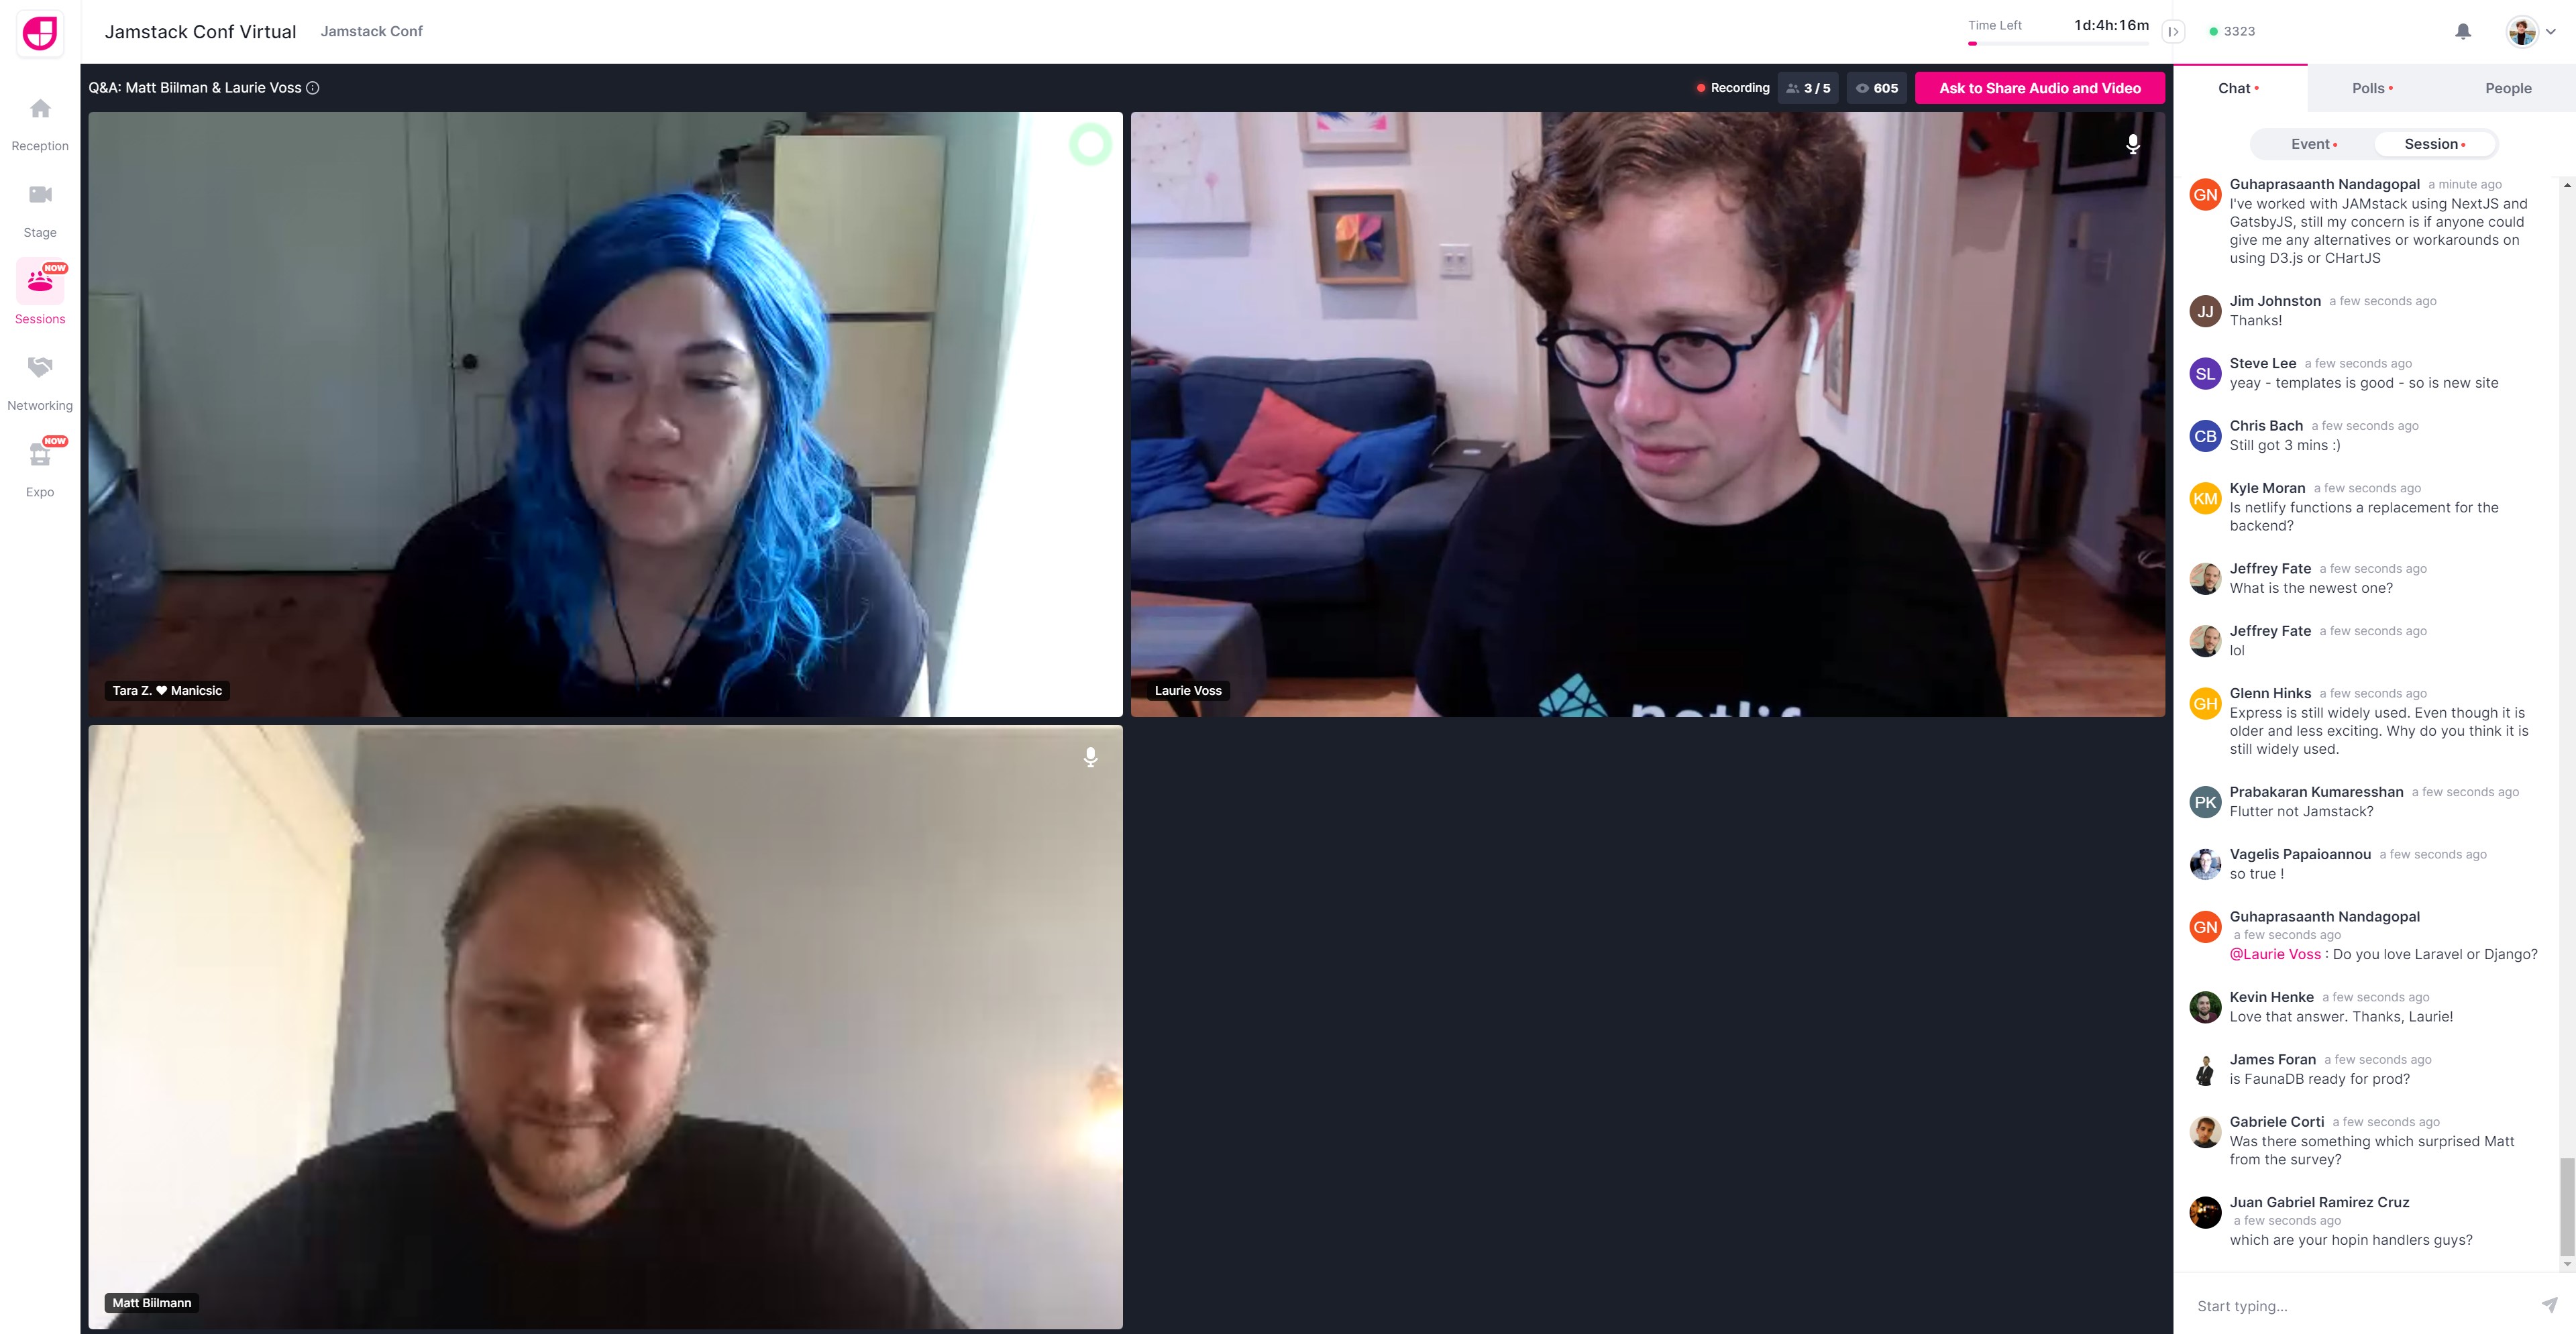 Jamstack Conf Virtual
Jamstack Conf
Time Left
1d:4h:16m
3323
Reception
Stage
NOW
Sessions
Networking
NOW
Expo
Q&A: Matt Biilman & Laurie Voss
Recording
3 / 5
605
Ask to Share Audio and Video
Tara Z. ♥ Manicsic
Laurie Voss
netlify
Matt Biilmann
Chat
Polls
People
Event
Session
GN
Guhaprasaanth Nandagopal a minute ago
I've worked with JAMstack using NextJS and
GatsbyJS, still my concern is if anyone could
give me any alternatives or workarounds on
using D3.js or CHartJS
JJ
Jim Johnston a few seconds ago
Thanks!
SL
Steve Lee a few seconds ago
yeay - templates is good - so is new site
CB
Chris Bach a few seconds ago
Still got 3 mins :)
KM
Kyle Moran a few seconds ago
Is netlify functions a replacement for the
backend?
Jeffrey Fate a few seconds ago
What is the newest one?
Jeffrey Fate a few seconds ago
lol
GH
Glenn Hinks a few seconds ago
Express is still widely used. Even though it is
older and less exciting. Why do you think it is
still widely used.
PK
Prabakaran Kumaresshan a few seconds ago
Flutter not Jamstack?
Vagelis Papaioannou a few seconds ago
so true !
GN
Guhaprasaanth Nandagopal
a few seconds ago
@Laurie Voss : Do you love Laravel or Django?
Kevin Henke a few seconds ago
Love that answer. Thanks, Laurie!
James Foran a few seconds ago
is FaunaDB ready for prod?
Gabriele Corti a few seconds ago
Was there something which surprised Matt
from the survey?
Juan Gabriel Ramirez Cruz
a few seconds ago
which are your hopin handlers guys?
Start typing...